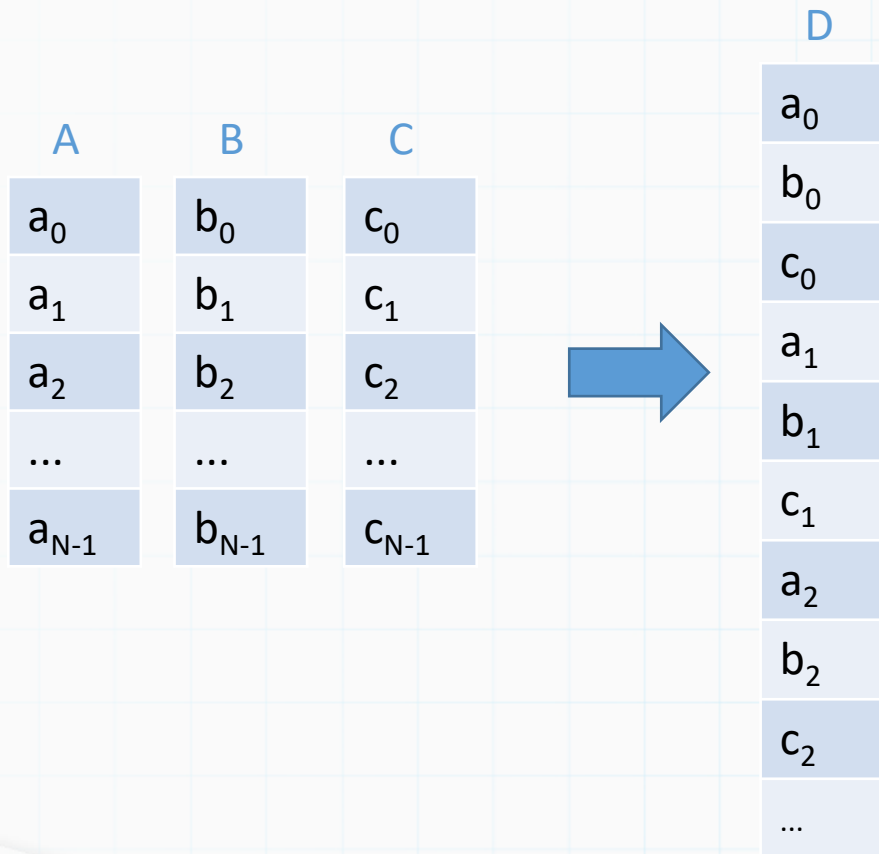 A B C
a0 b0 c0
a1 b1 c1
a2 b2 c2
... ... ...
aN-1 bN-1 cN-1
D
a0
b0
c0
a1
b1
c1
a2
b2
c2
...